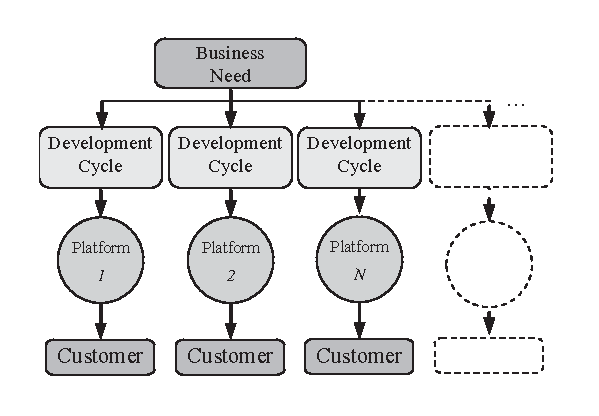 Business
Need
...
Development
Cycle
Development
Cycle
Development
Cycle
Platform
1
Platform
2
Platform
N
Customer
Customer
Customer